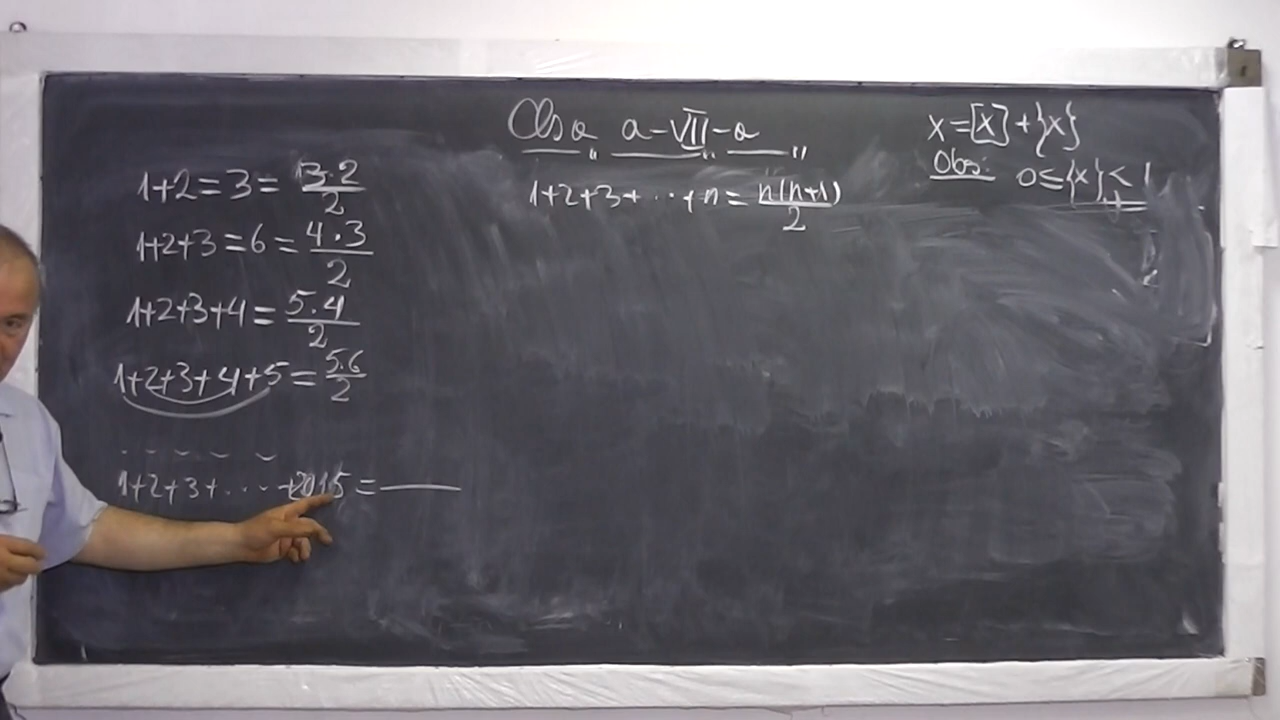 Clsa a-VII-a
1+2=3=3·2/2
1+2+3=6=4·3/2
1+2+3+4=5·4/2
1+2+3+4+5=5·6/2
1+2+3+...+2015=
1+2+3+...+n=n(n+1)/2
x=[x]+{x}
Obs: 0≤{x}<1